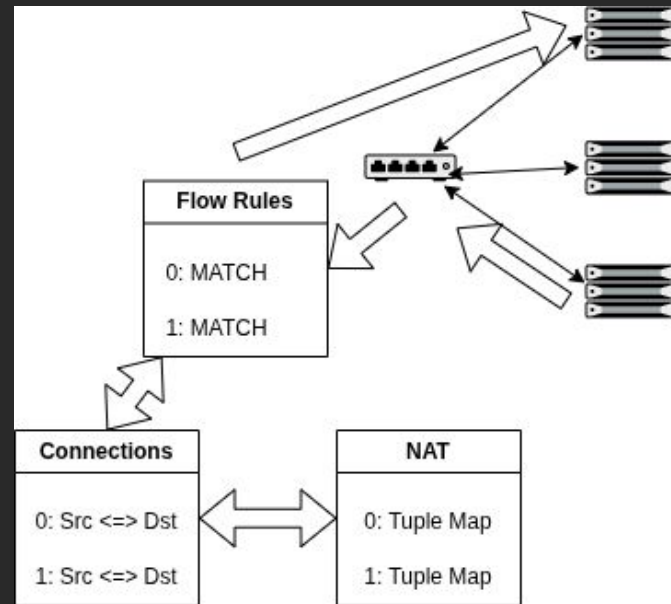 Flow Rules
0: MATCH
1: MATCH
Connections
0: Src <=> Dst
1: Src <=> Dst
NAT
0: Tuple Map
1: Tuple Map